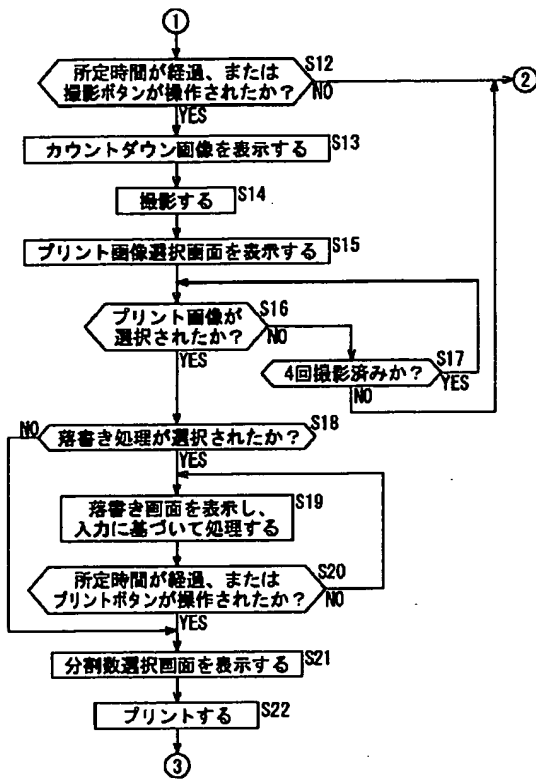 ①
所定時間が経過、または
撮影ボタンが操作されたか?
S12
NO
②
YES
カウントダウン画像を表示する
S13
撮影する
S14
プリント画像選択画面を表示する
S15
プリント画像が
選択されたか?
S16
NO
YES
4回撮影済みか?
S17
YES
NO
NO
落書き処理が選択されたか?
S18
YES
落書き画面を表示し、
入力に基づいて処理する
S19
所定時間が経過、または
プリントボタンが操作されたか?
S20
NO
YES
分割数選択画面を表示する
S21
プリントする
S22
③